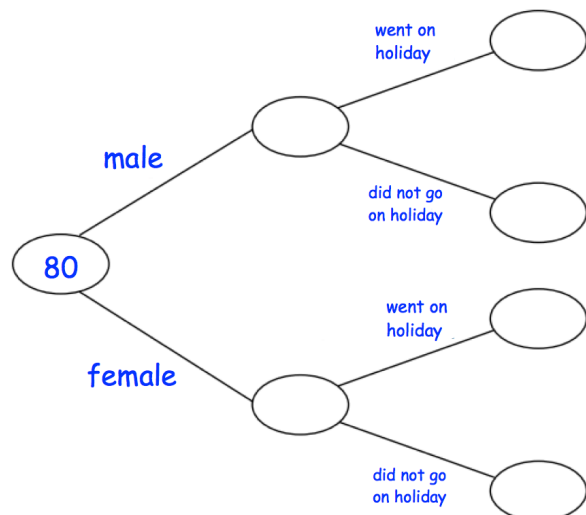 went on
holiday
male
did not go
on holiday
80
went on
holiday
female
did not go
on holiday